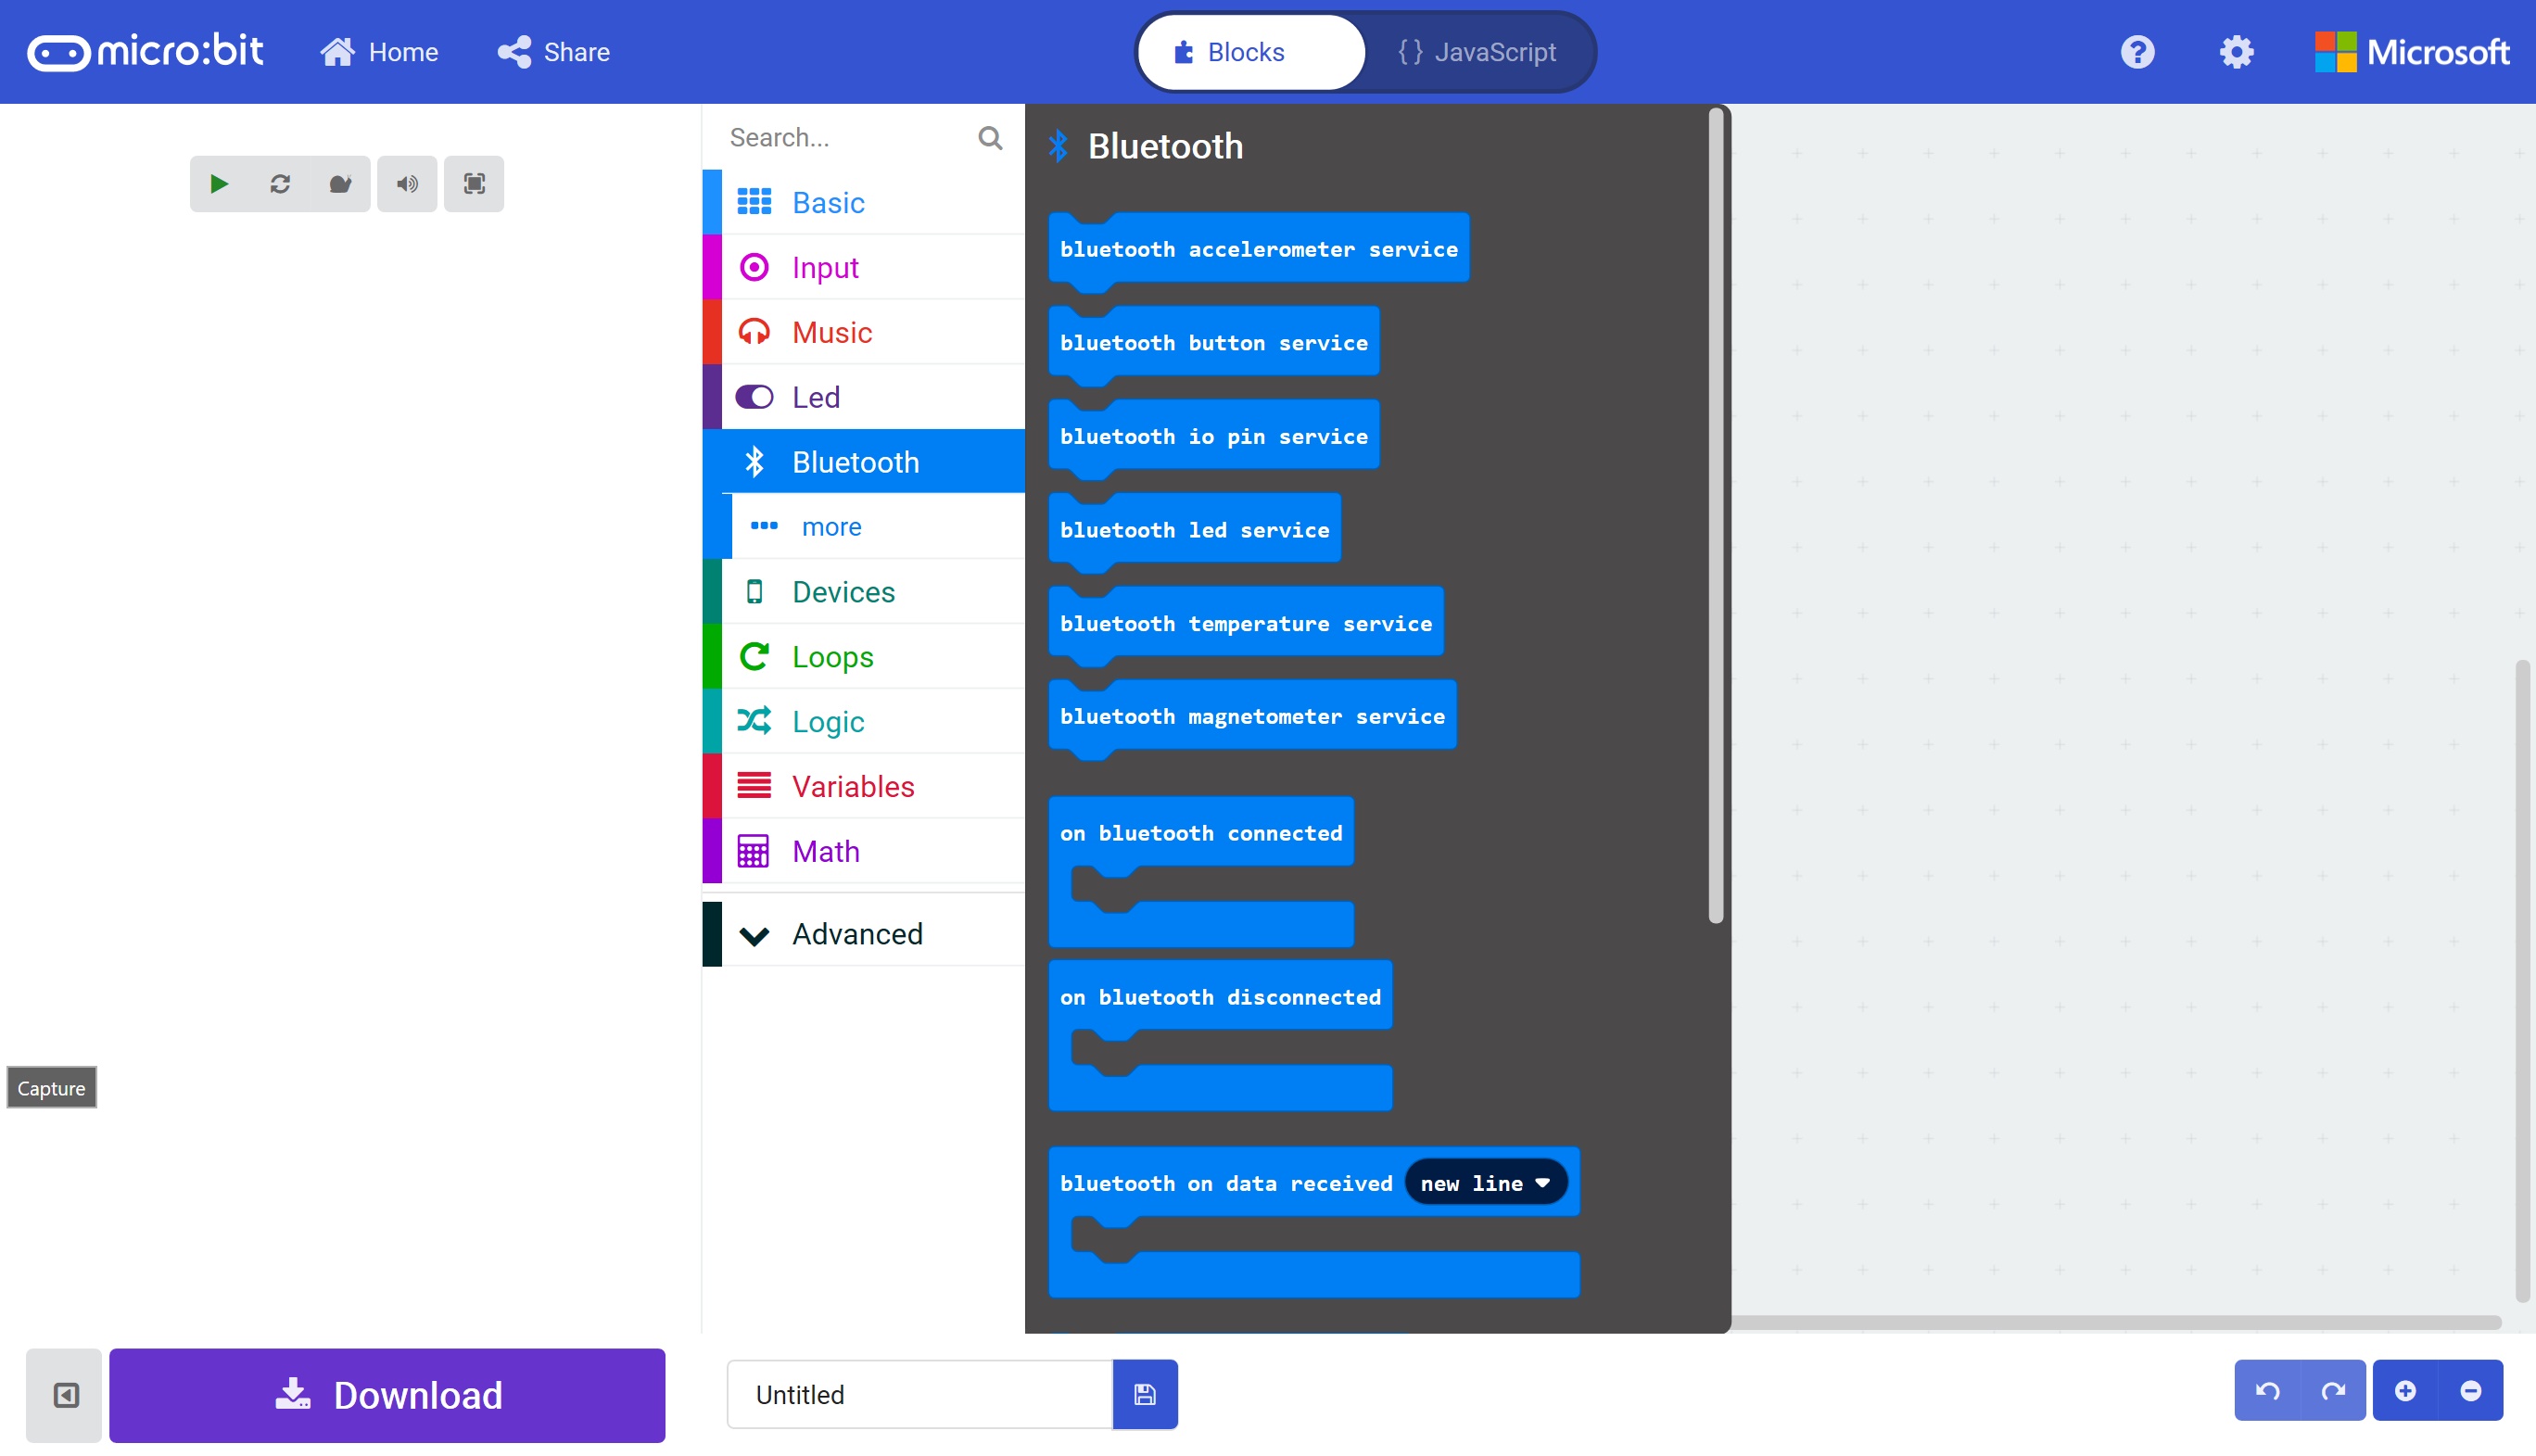 micro:bit
Home
Share
Blocks
{ } JavaScript
Microsoft
Search...
Basic
Input
Music
Led
Bluetooth
more
Devices
Loops
Logic
Variables
Math
Advanced
Bluetooth
bluetooth accelerometer service
bluetooth button service
bluetooth io pin service
bluetooth led service
bluetooth temperature service
bluetooth magnetometer service
on bluetooth connected
on bluetooth disconnected
bluetooth on data received new line
Capture
Download
Untitled